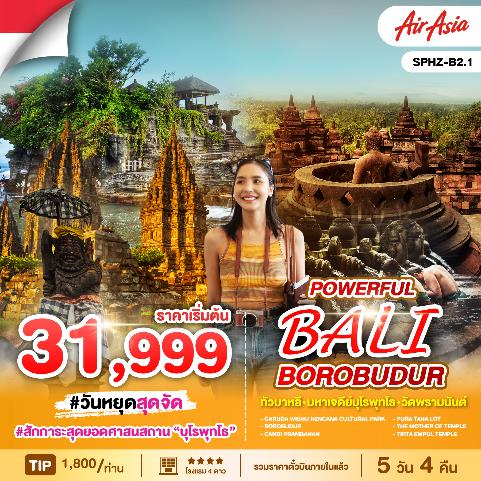 AirAsia
SPHZ-B2.1
ราคาเริ่มต้น
31,999
#วันหยุดสุดจัด
#สักการะสุดยอดศาสนสถาน "บุโรพุทโธ"
POWERFUL
BALI
BOROBUDUR
ทัวบาหลี•มหาเจดีย์บุโรพุทโธ•วัดพรามนันต์
- GARUDA WISNU KENCANA CULTURAL PARK
- BOROBUDUR
- CANDI PRAMBANAN
- PURA TANA LOT
- THE MOTHER OF TEMPLE
- TIRTA EMPUL TEMPLE
TIP 1,800/ท่าน
โรงแรม 4 ดาว
รวมราคาตั๋วบินภายในแล้ว
5 วัน 4 คืน